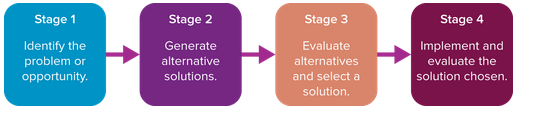 Stage 1
Identify the
problem or
opportunity.
Stage 2
Generate
alternative
solutions.
Stage 3
Evaluate
alternatives
and select a
solution.
Stage 4
Implement and
evaluate the
solution chosen.